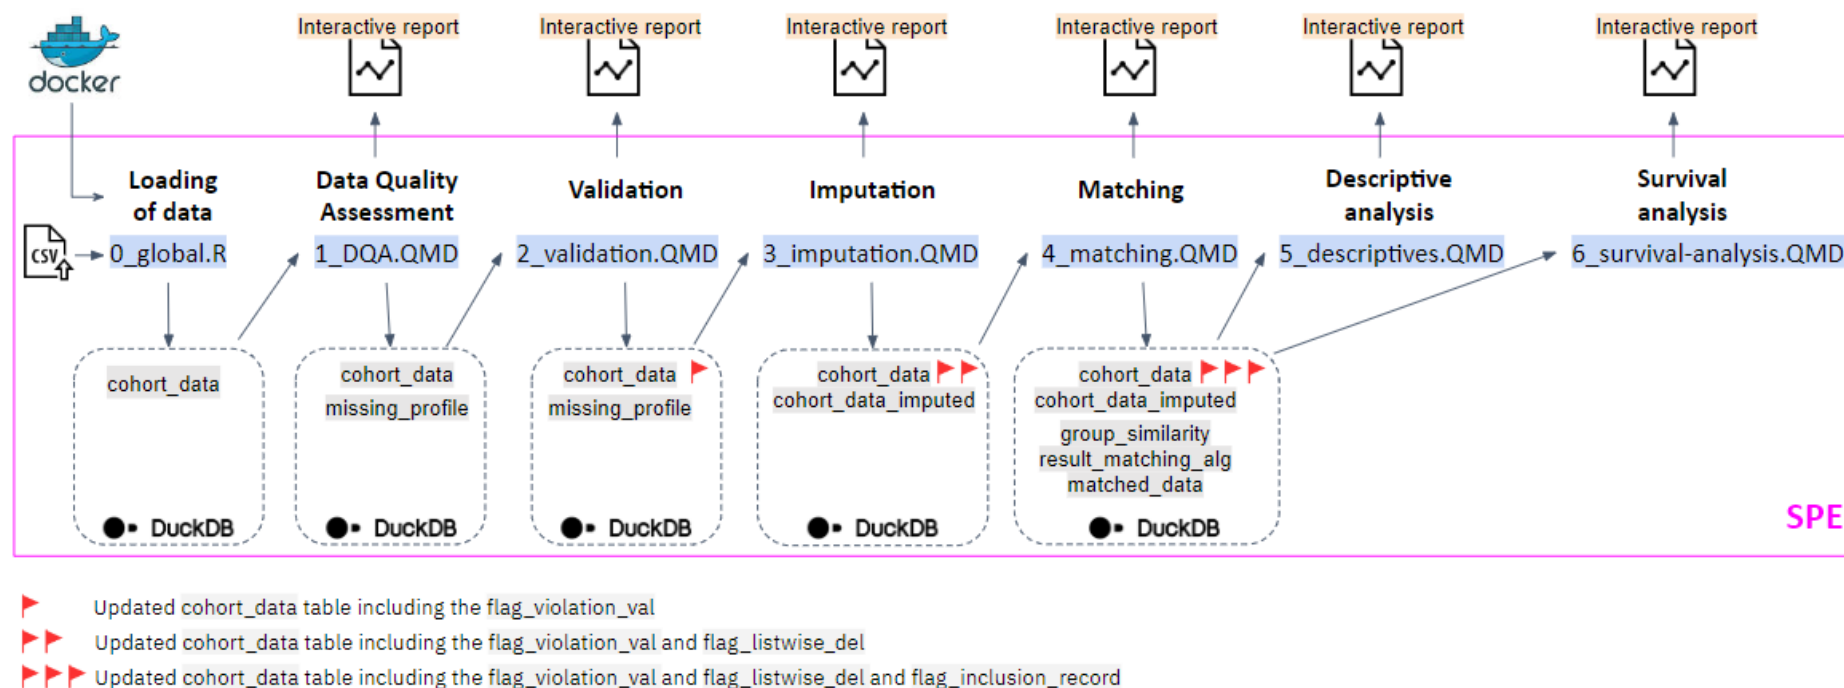 docker
Interactive report
Interactive report
Interactive report
Interactive report
Interactive report
Interactive report
Loading
of data
Data Quality
Assessment
Validation
Imputation
Matching
Descriptive
analysis
Survival
analysis
CSV
0_global.R
1_DQA.QMD
2_validation.QMD
3_imputation.QMD
4_matching.QMD
5_descriptives.QMD
6_survival-analysis.QMD
cohort_data
DuckDB
cohort_data
missing_profile
DuckDB
cohort_data
missing_profile
DuckDB
cohort_data
cohort_data_imputed
DuckDB
cohort_data
cohort_data_imputed
group_similarity
result_matching_alg
matched_data
DuckDB
SPE
Updated cohort_data table including the flag_violation_val
Updated cohort_data table including the flag_violation_val and flag_listwise_del
Updated cohort_data table including the flag_violation_val and flag_listwise_del and flag_inclusion_record